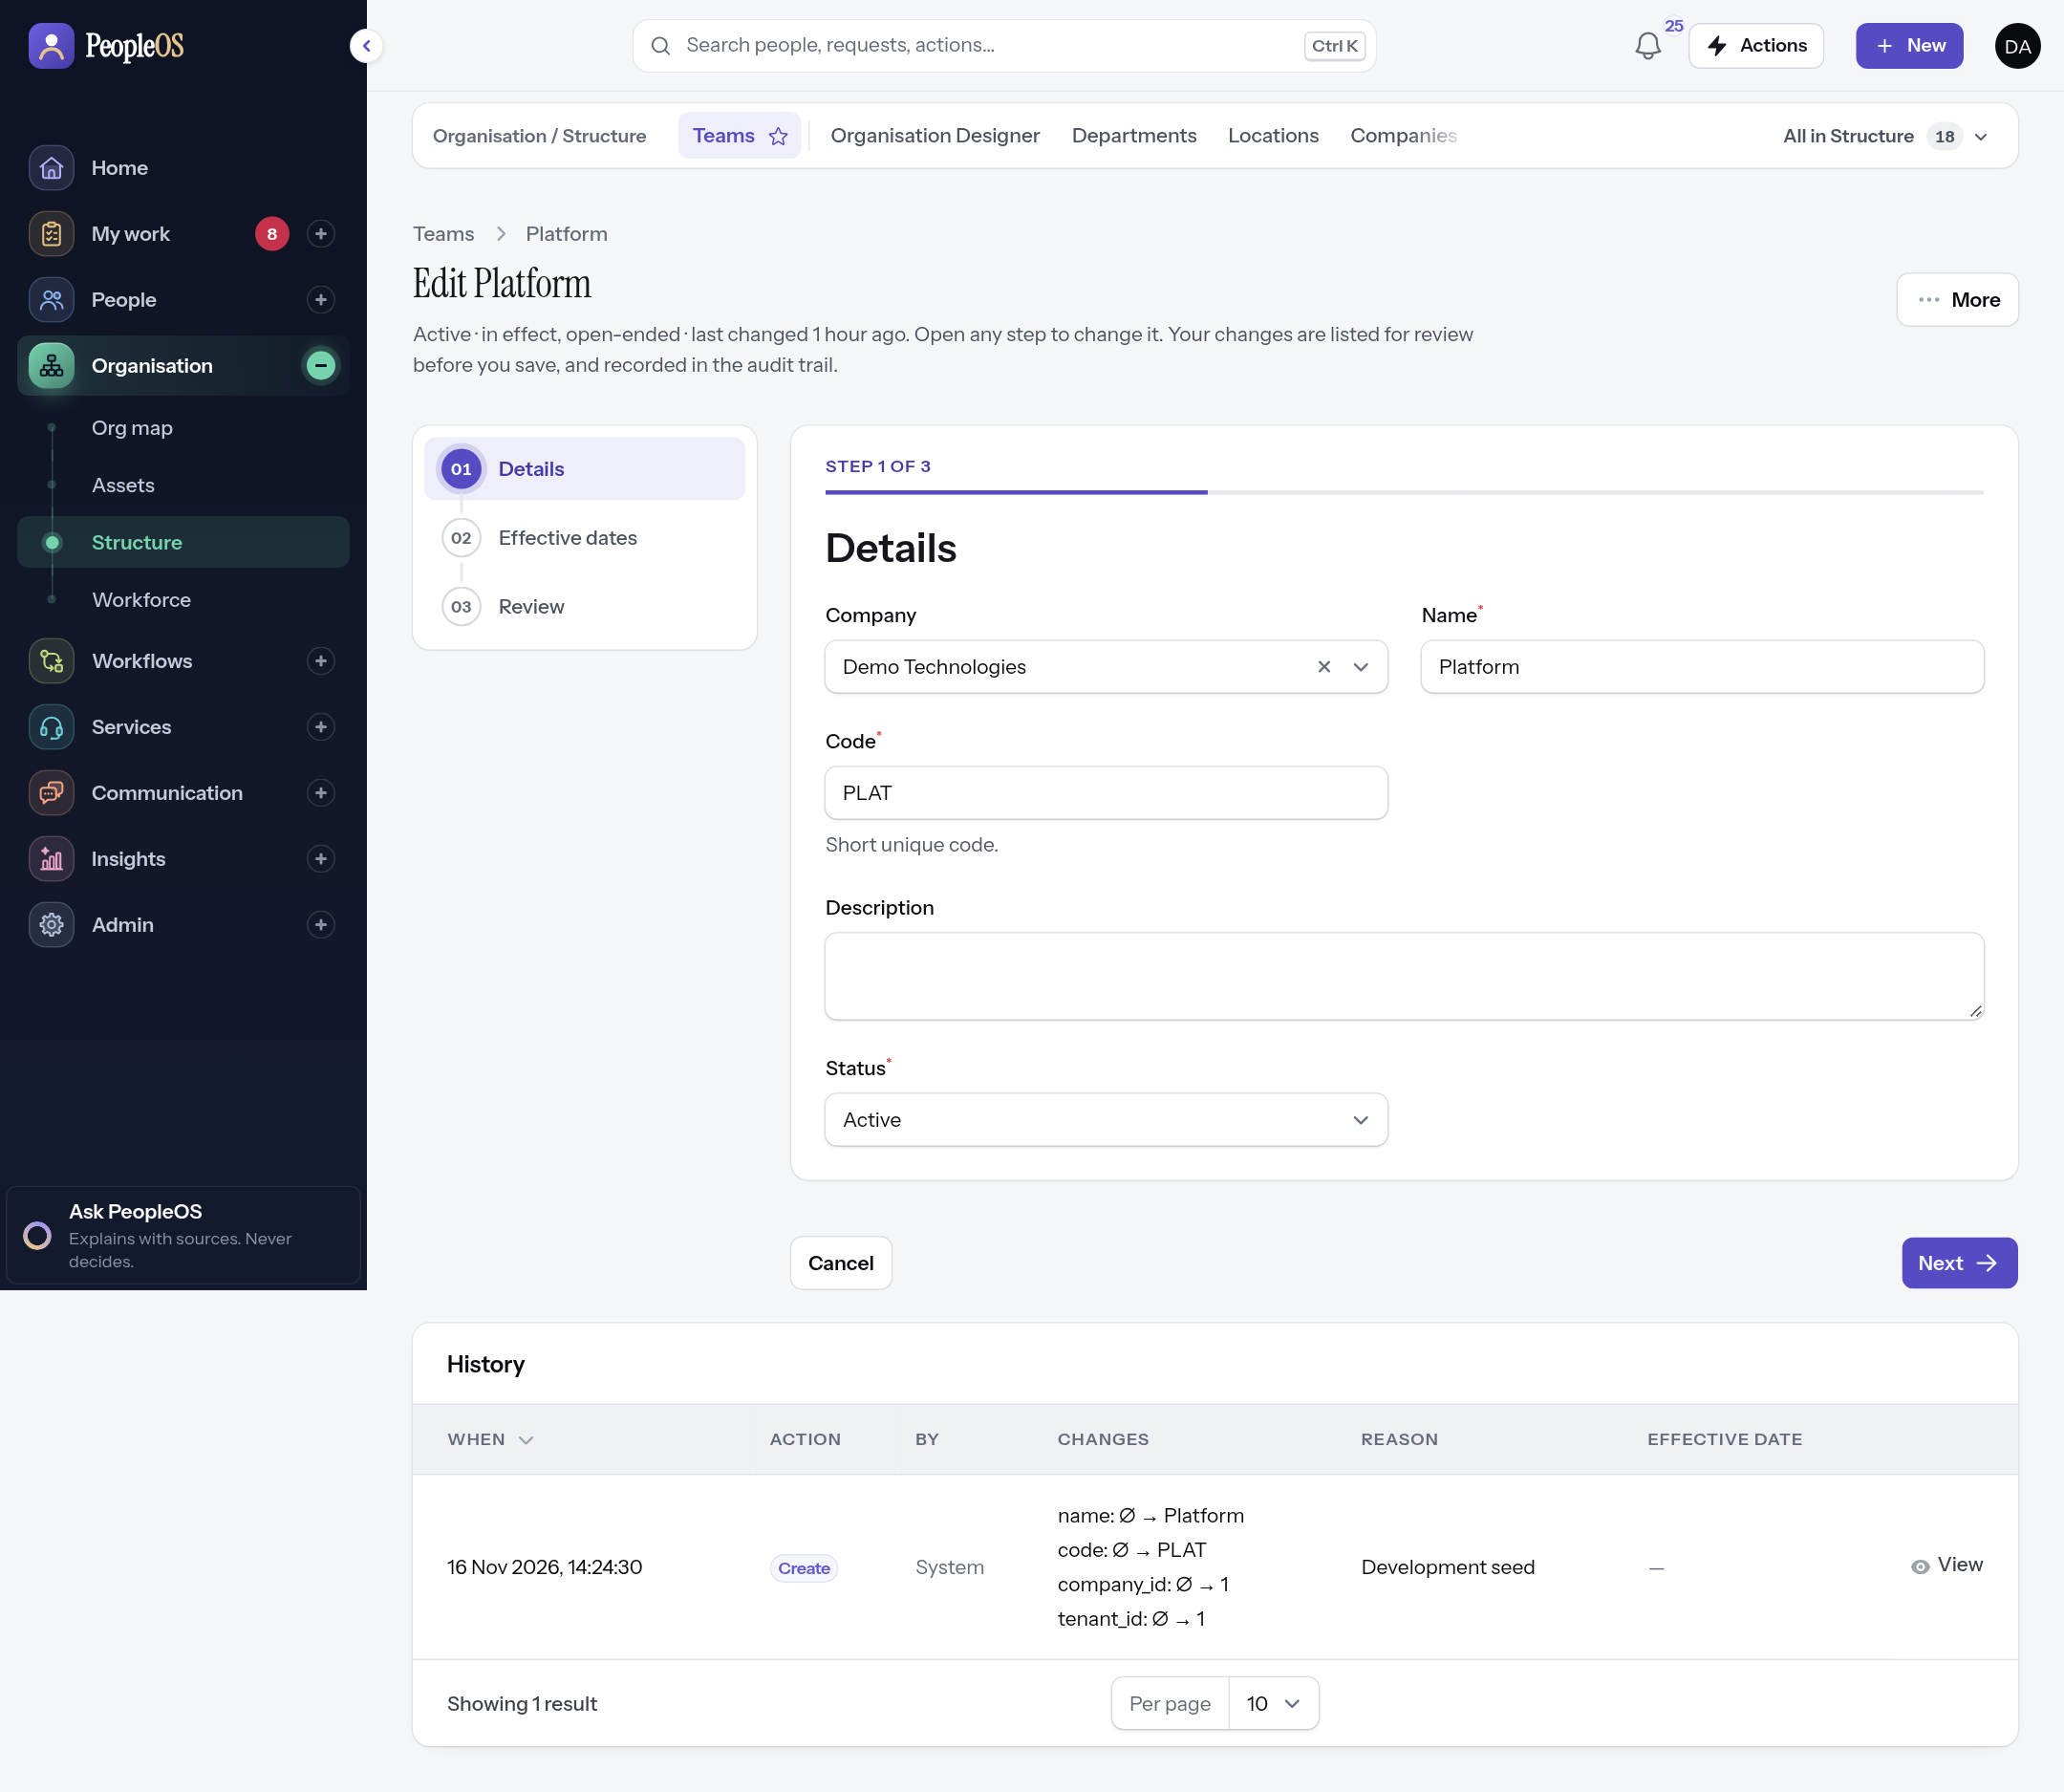 PeopleOS
Search people, requests, actions...
Ctrl K
25
Actions
New
DA
Home
My work
8
People
Organisation
Org map
Assets
Structure
Workforce
Workflows
Services
Communication
Insights
Admin
Ask PeopleOS
Explains with sources. Never
decides.
Organisation / Structure
Teams
Organisation Designer
Departments
Locations
Companies
All in Structure
18
Teams
Platform
Edit Platform
Active · in effect, open-ended · last changed 1 hour ago. Open any step to change it. Your changes are listed for review
before you save, and recorded in the audit trail.
More
01 Details
02 Effective dates
03 Review
STEP 1 OF 3
Details
Company
Demo Technologies
Name*
Platform
Code*
PLAT
Short unique code.
Description
Status*
Active
Cancel
Next
History
WHEN
ACTION
BY
CHANGES
REASON
EFFECTIVE DATE
16 Nov 2026, 14:24:30
Create
System
name: Ø → Platform
code: Ø → PLAT
company_id: Ø → 1
tenant_id: Ø → 1
Development seed
—
View
Showing 1 result
Per page
10